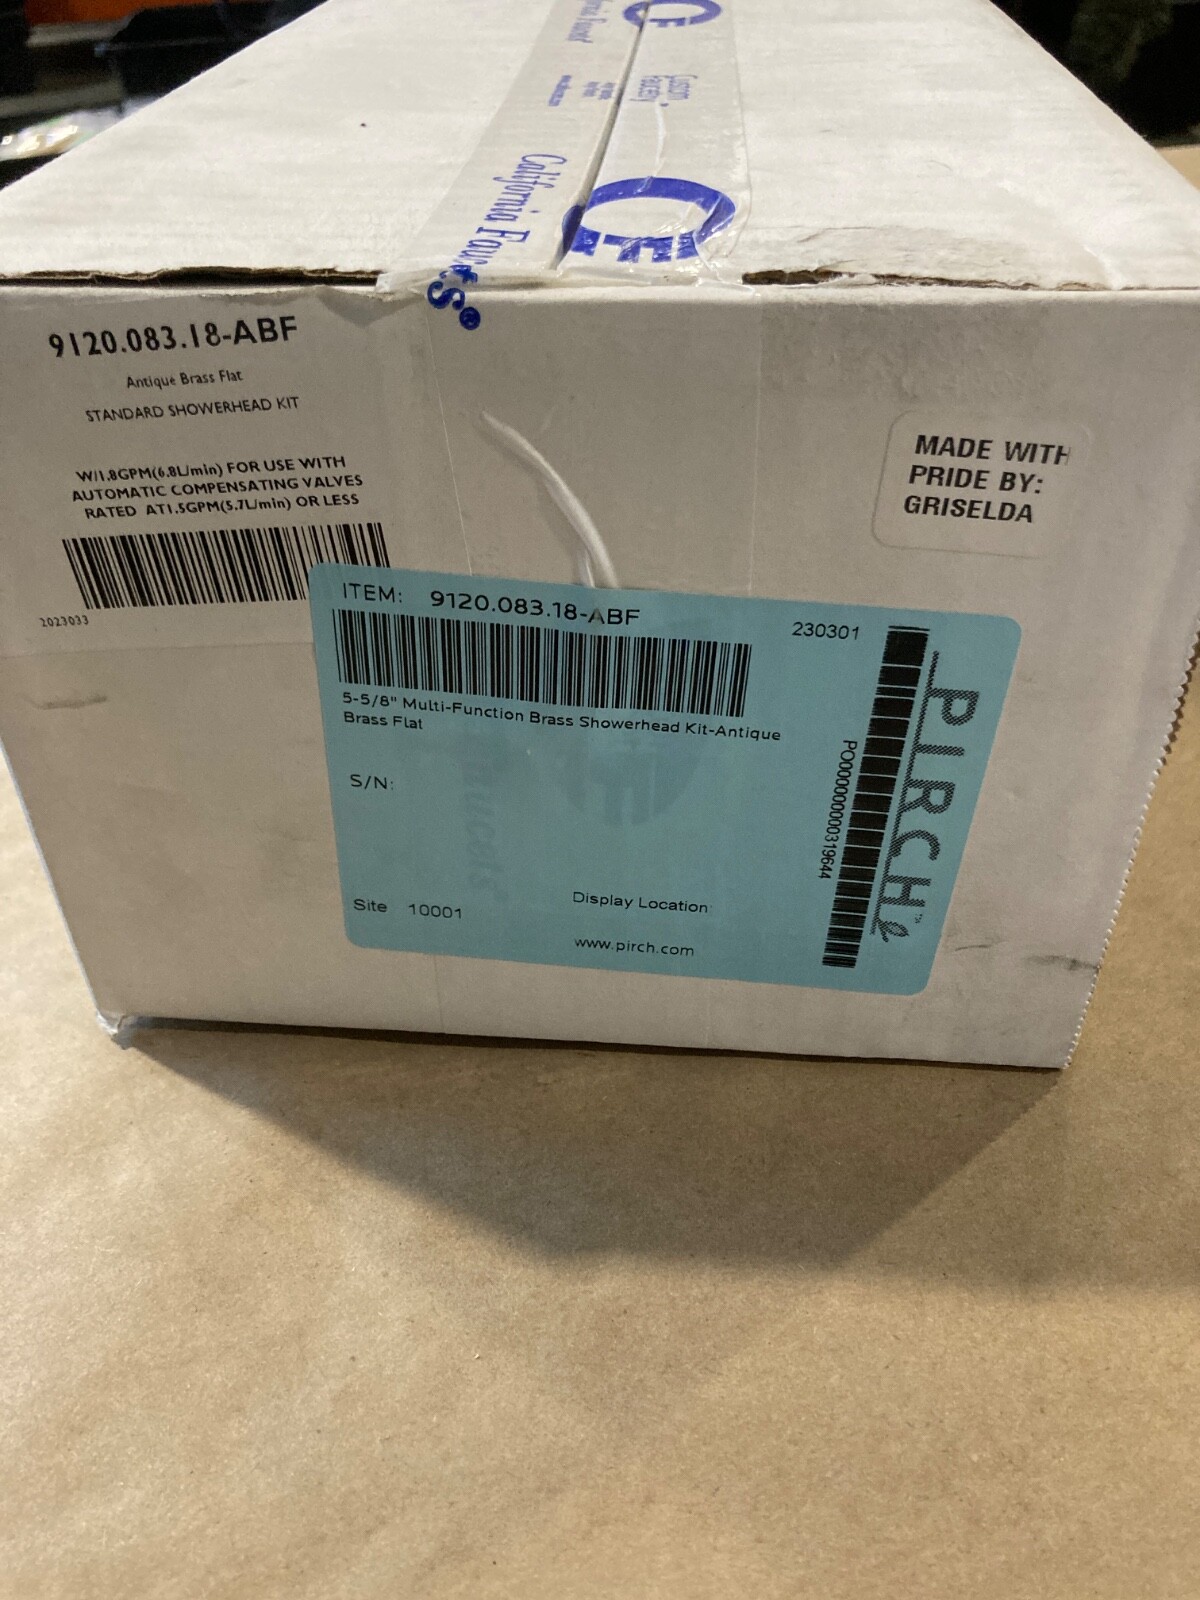 CF
California Faucets®
CF
9120.083.18-ABF
Antique Brass Flat
STANDARD SHOWERHEAD KIT
W/1.8GPM(6.8L/min) FOR USE WITH
AUTOMATIC COMPENSATING VALVES
RATED AT1.5GPM(5.7L/min) OR LESS
2023033
MADE WITH
PRIDE BY:
GRISELDA
ITEM: 9120.083.18-ABF
230301
5-5/8" Multi-Function Brass Showerhead Kit-Antique
Brass Flat
S/N:
Site 10001
Display Location
www.pirch.com
PO0000000000319644
PIRCH